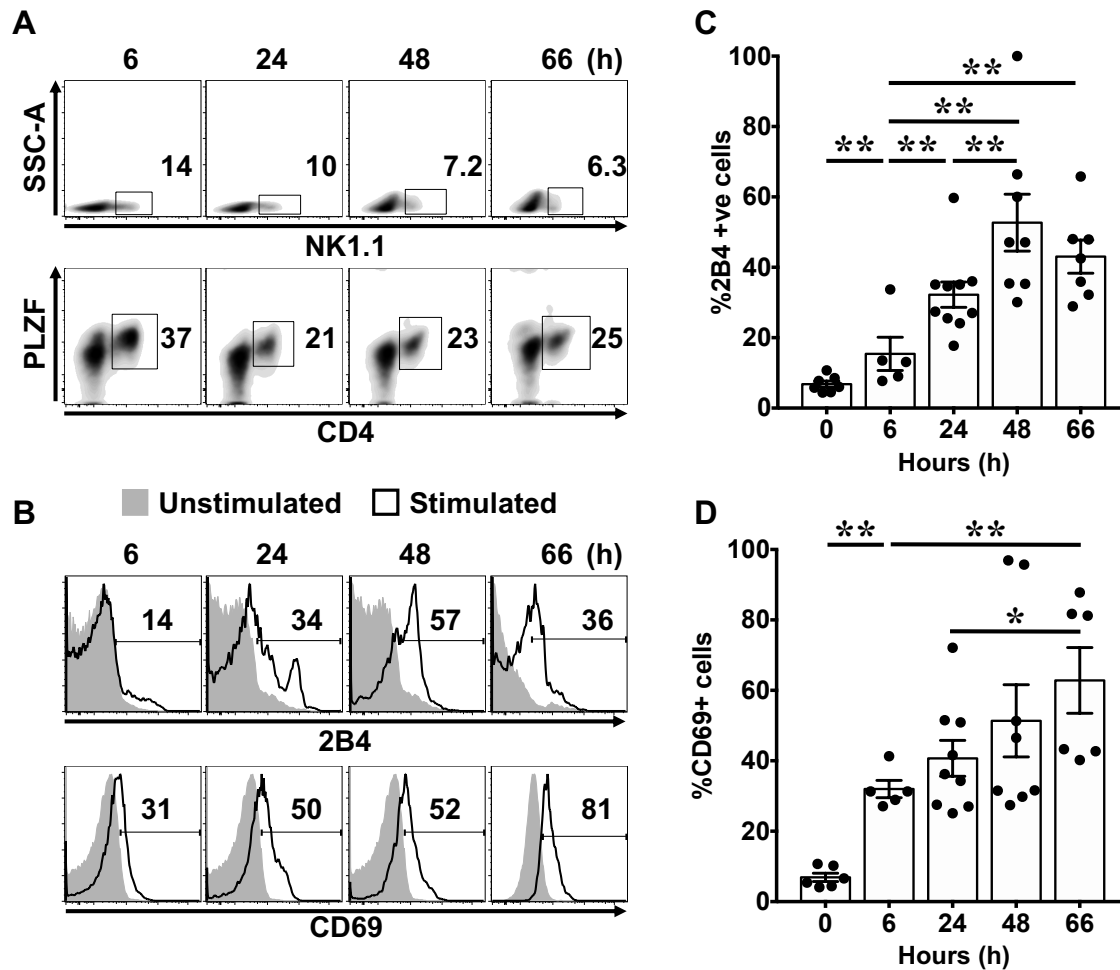 A
6 24 48 66 (h)
SSC-A
14 10 7.2 6.3
NK1.1
PLZF
37 21 23 25
CD4
B
Unstimulated Stimulated
6 24 48 66 (h)
14 34 57 36
2B4
31 50 52 81
CD69
C
%2B4 +ve cells
100
80
60
40
20
0
**
**
** ** **
0 6 24 48 66
Hours (h)
D
%CD69+ cells
100
80
60
40
20
0
** **
*
0 6 24 48 66
Hours (h)